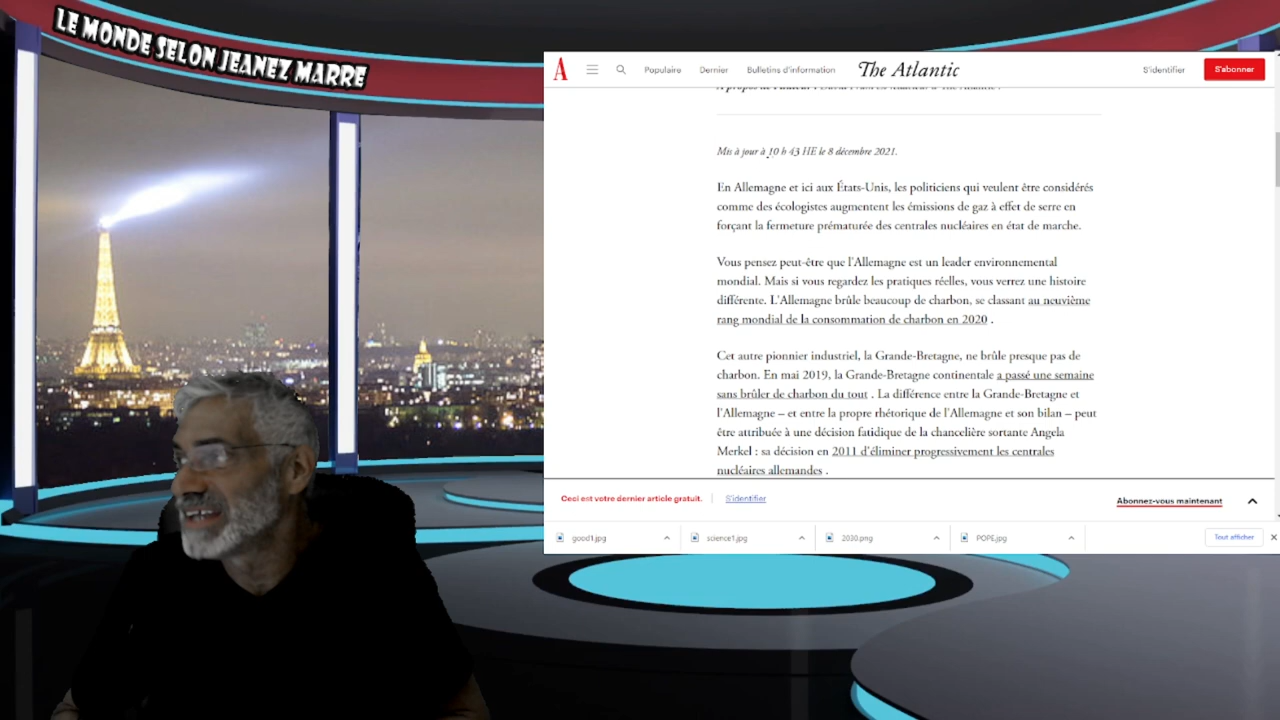 LE MONDE SELON JEANEZ MARRE
Populaire Dernier Bulletins d'information The Atlantic S'identifier S'abonner
Mis à jour à 10 h 43 HE le 8 décembre 2021.
En Allemagne et ici aux États-Unis, les politiciens qui veulent être considérés
comme des écologistes augmentent les émissions de gaz à effet de serre en
forçant la fermeture prématurée des centrales nucléaires en état de marche.
Vous pensez peut-être que l'Allemagne est un leader environnemental
mondial. Mais si vous regardez les pratiques réelles, vous verrez une histoire
différente. L'Allemagne brûle beaucoup de charbon, se classant au neuvième
rang mondial de la consommation de charbon en 2020 .
Cet autre pionnier industriel, la Grande-Bretagne, ne brûle presque pas de
charbon. En mai 2019, la Grande-Bretagne continentale a passé une semaine
sans brûler de charbon du tout . La différence entre la Grande-Bretagne et
l'Allemagne – et entre la propre rhétorique de l'Allemagne et son bilan – peut
être attribuée à une décision fatidique de la chancelière sortante Angela
Merkel : sa décision en 2011 d'éliminer progressivement les centrales
nucléaires allemandes .
Ceci est votre dernier article gratuit. S'identifier Abonnez-vous maintenant
good1.jpg science1.jpg 2030.png POPE.jpg Tout afficher